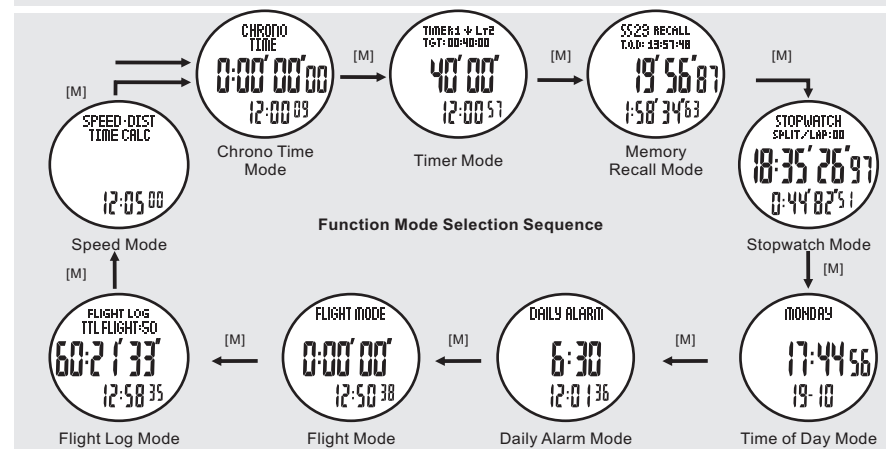 CHRONO
TIME
0:00'00'00
12:00 09
[M]
TIMER1 ↓ LT2
TGT: 00:40:00
40'00'
12:00 57
[M]
SS29 RECALL
T.O.D: 13:57:48
19'56'87
1:58'34'63
[M]
[M]
SPEED·DIST
TIME CALC
12:05 00
Chrono Time
Mode
Timer Mode
Memory
Recall Mode
STOPWATCH
SPLIT/LAP:00
18:35'26'97
0:44'82'51
Function Mode Selection Sequence
Speed Mode
Stopwatch Mode
[M]
[M]
FLIGHT LOG
TTL FLIGHT:50
60:21'33'
12:58 35
[M]
FLIGHT MODE
0:00'00'
12:50 38
[M]
DAILY ALARM
6:30
12:01 36
[M]
MONDAY
17:44 56
19-10
Flight Log Mode
Flight Mode
Daily Alarm Mode
Time of Day Mode